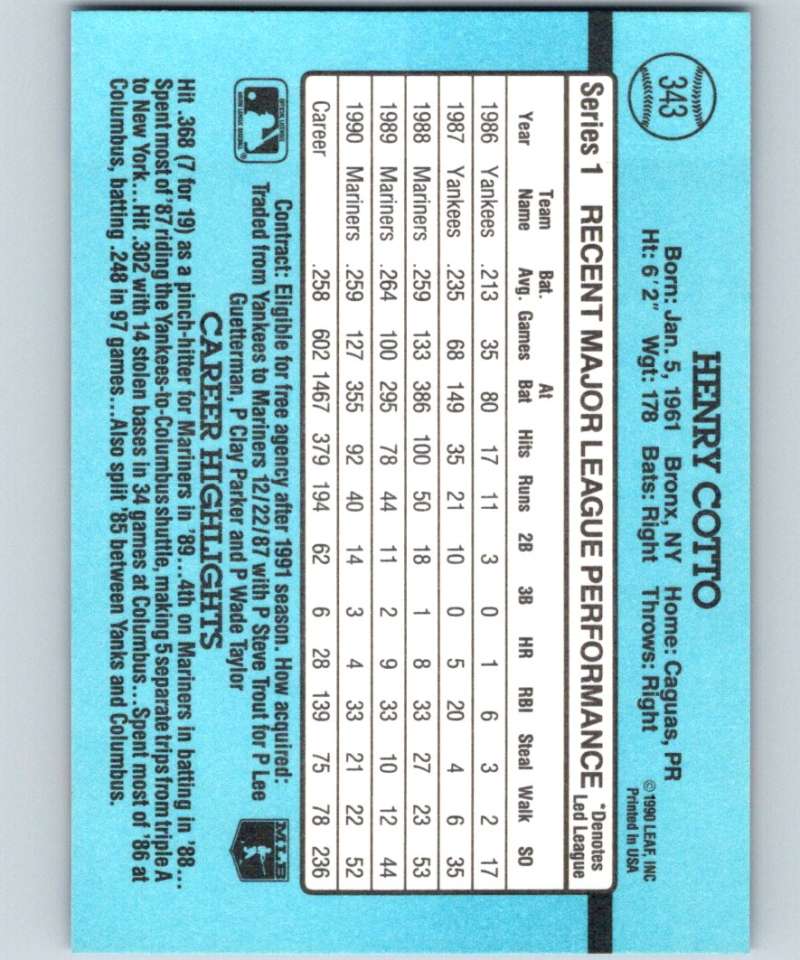 343
HENRY COTTO
Born: Jan. 5, 1961 Bronx, NY Home: Caguas, PR
Ht: 6'2" Wgt: 178 Bats: Right Throws: Right
©1990 LEAF, INC
Printed in USA
Series 1 RECENT MAJOR LEAGUE PERFORMANCE *Denotes Led League
Year Team Name Bat. Avg. Games At Bat Hits Runs 2B 3B HR RBI Steal Walk SO
1986 Yankees .213 35 80 17 11 3 0 1 6 3 2 17
1987 Yankees .235 68 149 35 21 10 0 5 20 4 6 35
1988 Mariners .259 133 386 100 50 18 1 8 33 27 23 53
1989 Mariners .264 100 295 78 44 11 2 9 33 10 12 44
1990 Mariners .259 127 355 92 40 14 3 4 33 21 22 52
Career .258 602 1467 379 194 62 6 28 139 75 78 236
Contract: Eligible for free agency after 1991 season. How acquired:
Traded from Yankees to Mariners 12/22/87 with P Steve Trout for P Lee
Guetterman, P Clay Parker and P Wade Taylor
MLB
CAREER HIGHLIGHTS
Hit .368 (7 for 19) as a pinch-hitter for Mariners in '89...4th on Mariners in batting in '88...
Spent most of '87 riding the Yankees-to-Columbus shuttle, making 5 separate trips from triple A
to New York...Hit .302 with 14 stolen bases in 34 games at Columbus...Spent most of '86 at
Columbus, batting .248 in 97 games...Also split '85 between Yanks and Columbus.